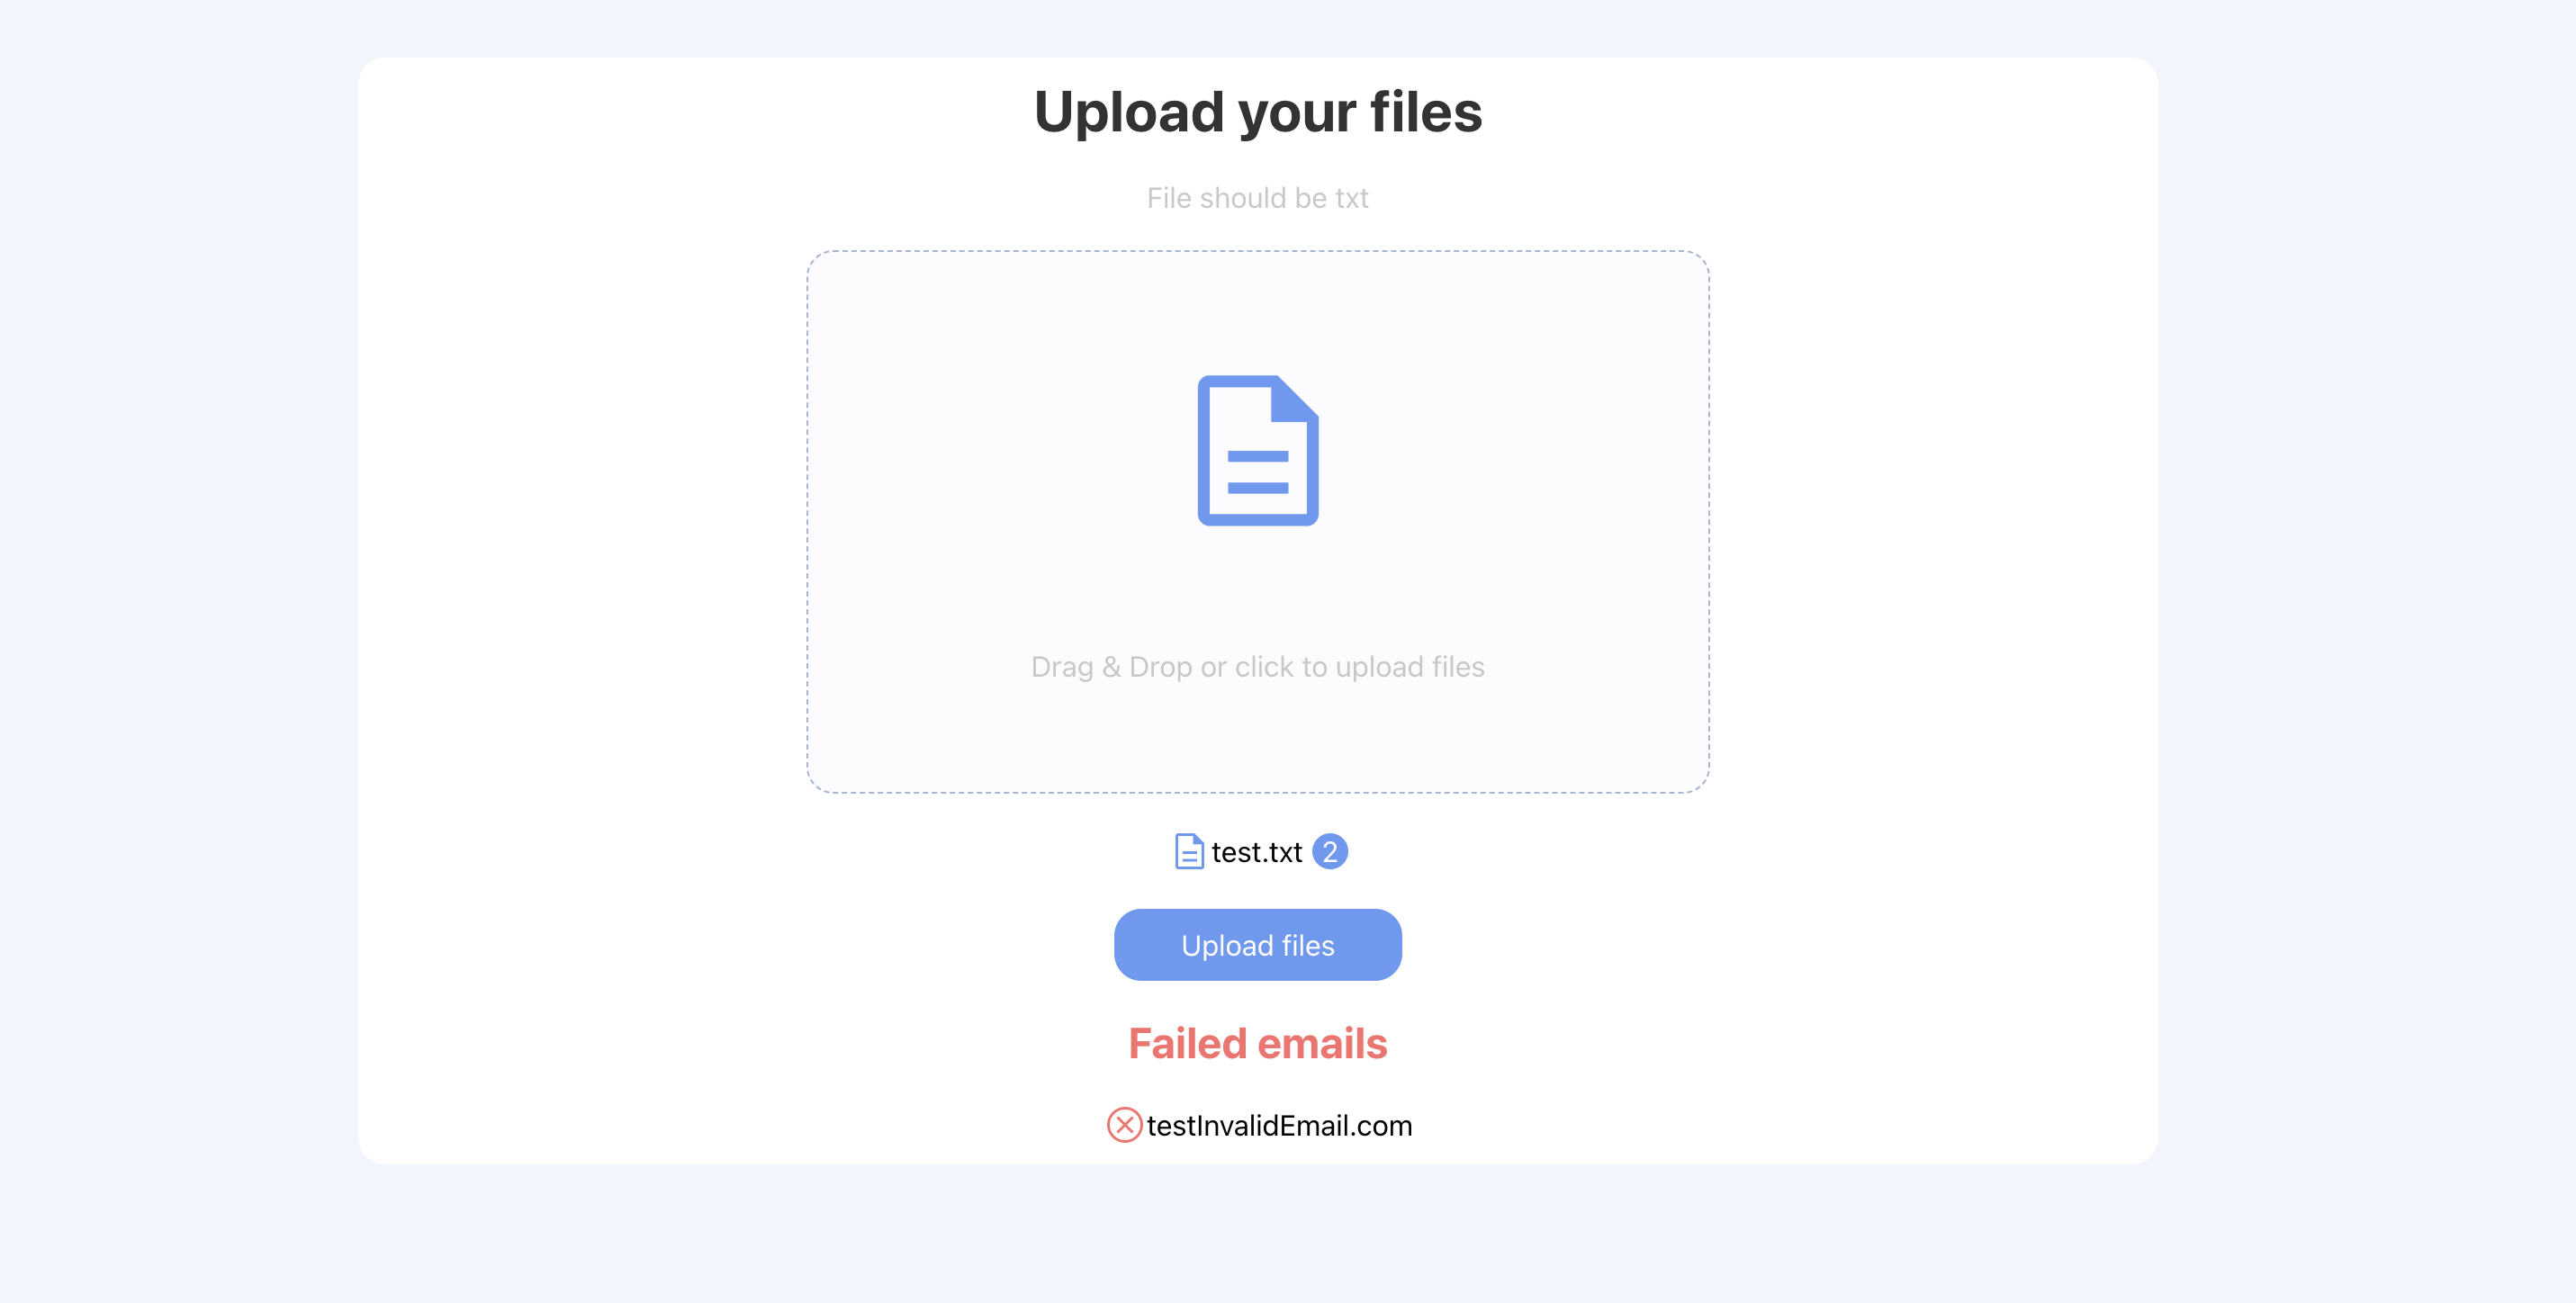 Upload your files
File should be txt
Drag & Drop or click to upload files
test.txt 2
Upload files
Failed emails
testInvalidEmail.com